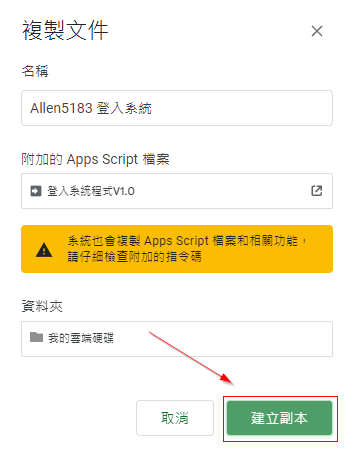 複製文件
名稱
Allen5183 登入系統
附加的 Apps Script 檔案
登入系統程式V1.0
系統也會複製 Apps Script 檔案和相關功能，
請仔細檢查附加的指令碼
資料夾
我的雲端硬碟
取消
建立副本